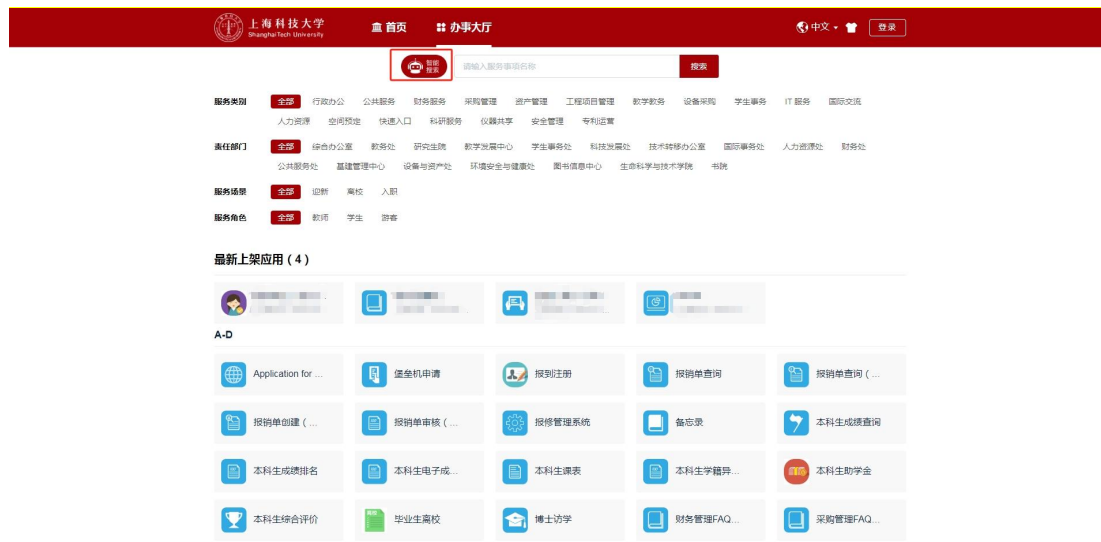 上海科技大学
ShanghaiTech University
首页
办事大厅
中文
登录
智能搜索
请输入服务事项名称
搜索
服务类别 全部 行政办公 公共服务 财务服务 采购管理 资产管理 工程项目管理 教学教务 设备采购 学生事务 IT服务 国际交流
人力资源 空间预定 快速入口 科研服务 仪器共享 安全管理 专利运营
责任部门 全部 综合办公室 教务处 研究生院 教学发展中心 学生事务处 科技发展处 技术转移办公室 国际事务处 人力资源处 财务处
公共服务处 基建管理中心 设备与资产处 环境安全与健康处 图书信息中心 生命科学与技术学院 书院
服务场景 全部 迎新 离校 入职
服务角色 全部 教师 学生 游客
最新上架应用(4)
A-D
Application for ... 堡垒机申请 报到注册 报销单查询 报销单查询 ( ...
报销单创建 ( ... 报销单审核 ( ... 报修管理系统 备忘录 本科生成绩查询
本科生成绩排名 本科生电子成... 本科生课表 本科生学籍异... 本科生助学金
本科生综合评价 毕业生离校 博士访学 财务管理FAQ... 采购管理FAQ...